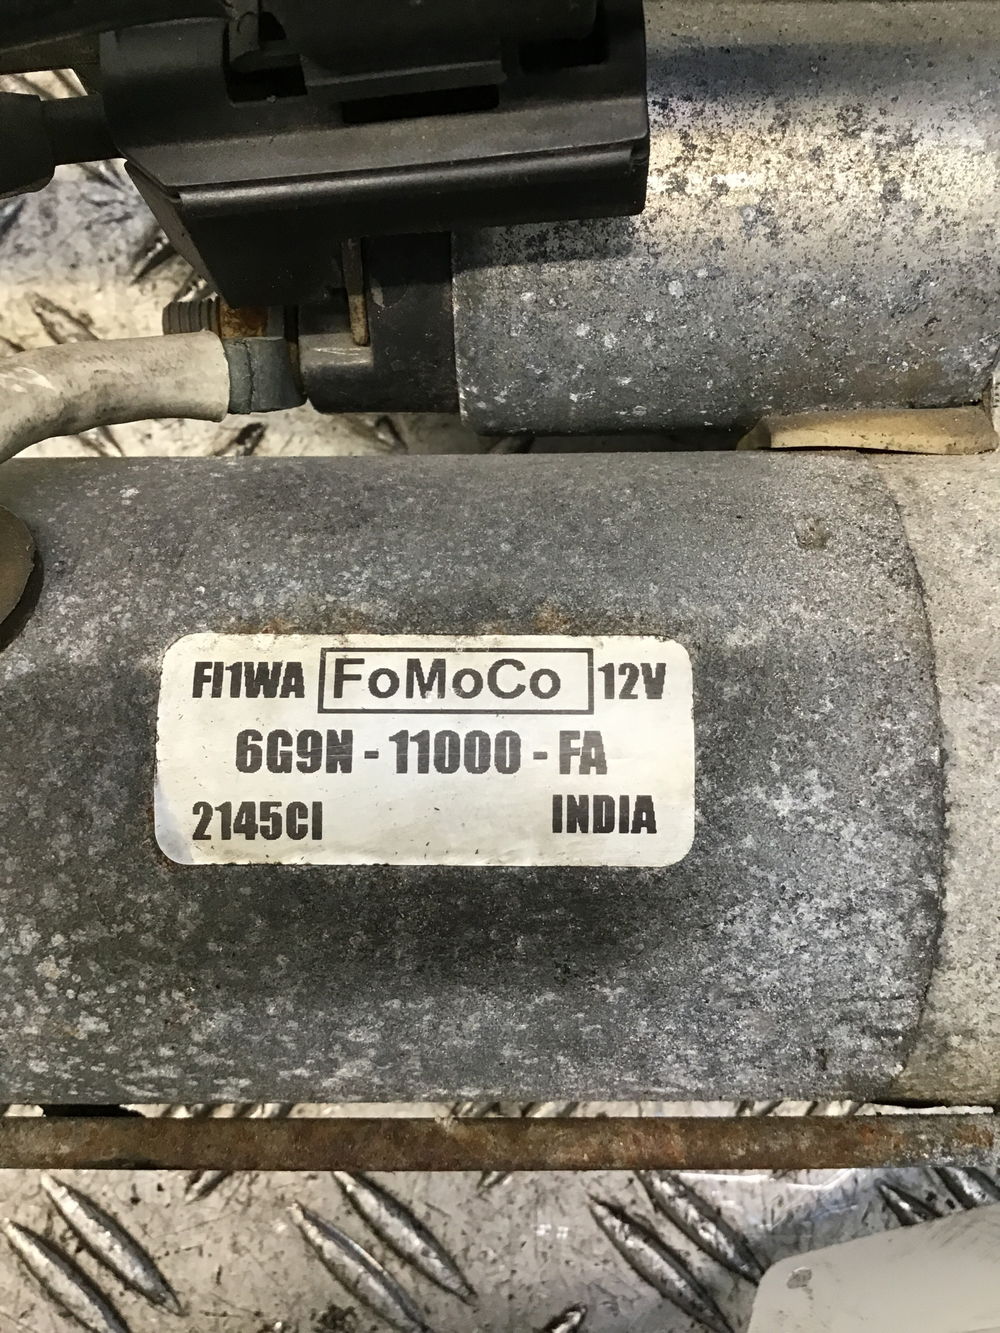 FI1WA FoMoCo 12V
6G9N - 11000 - FA
2145CI INDIA